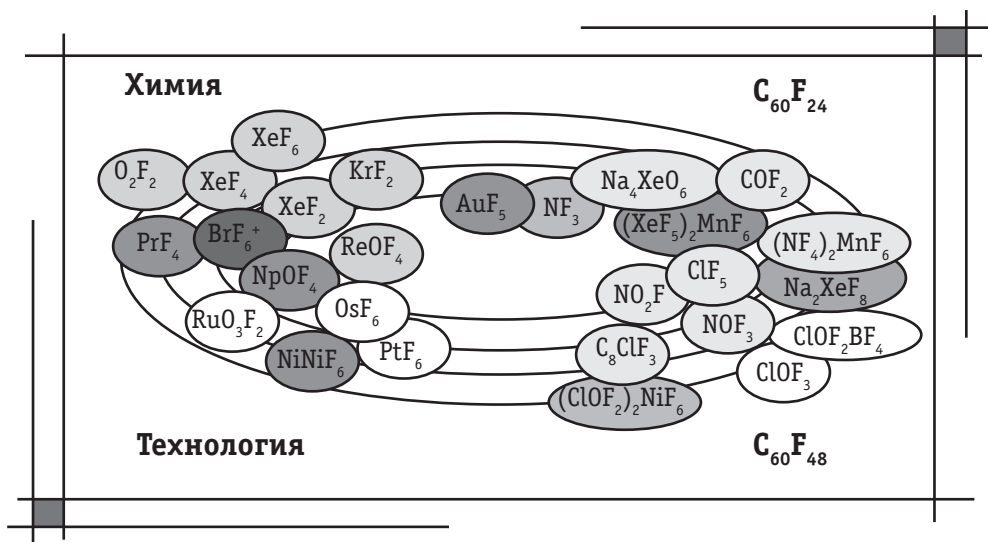 Химия
C₆₀F₂₄
XeF₆
O₂F₂
XeF₄
KrF₂
Na₄XeO₆
COF₂
XeF₂
AuF₅
NF₃
(XeF₅)₂MnF₆
PrF₄
BrF₆⁺
ReOF₄
(NF₄)₂MnF₆
NpOF₄
ClF₅
Na₂XeF₈
NO₂F
OsF₆
RuO₃F₂
NOF₃
ClOF₂BF₄
NiNiF₆
PtF₆
C₈ClF₃
ClOF₃
(ClOF₂)₂NiF₆
Технология
C₆₀F₄₈